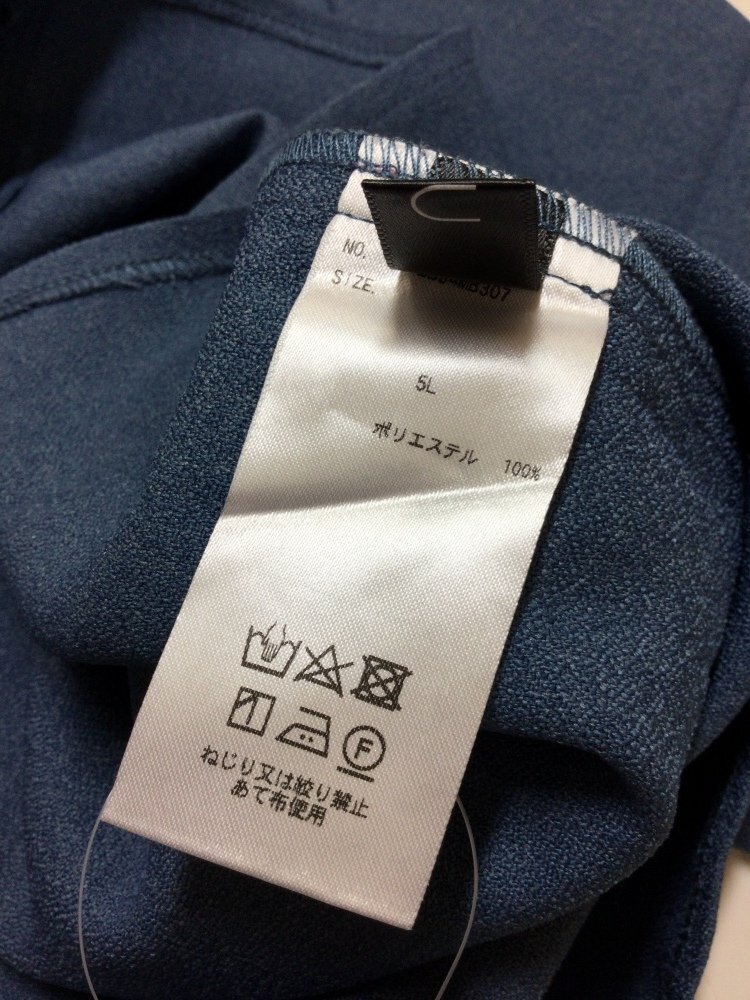 NO.
SIZE.
5L
ポリエステル 100%
F
ねじり又は絞り禁止
あて布使用